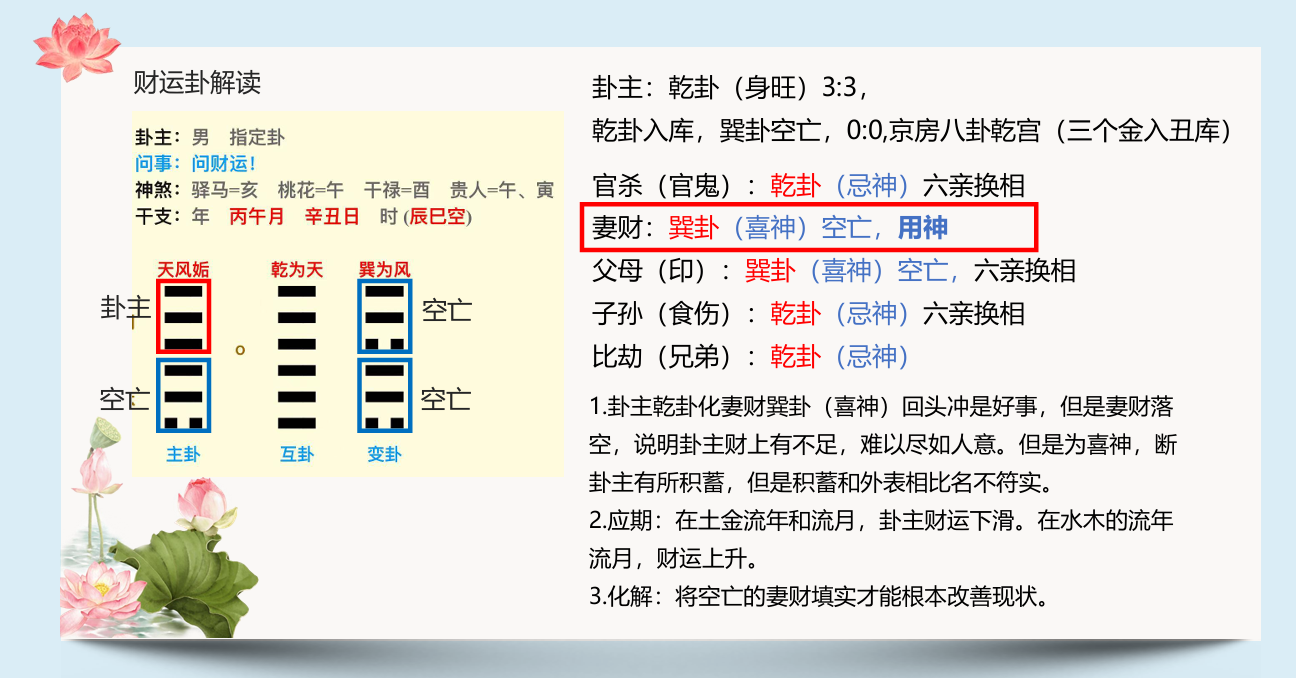 财运卦解读
卦主：男 指定卦
问事：问财运！
神煞：驿马=亥 桃花=午 干禄=酉 贵人=午、寅
干支：年 丙午月 辛丑日 时 (辰巳空)
天风姤 乾为天 巽为风
卦主
空亡
o
空亡
空亡
主卦 互卦 变卦
卦主：乾卦（身旺）3:3，
乾卦入库，巽卦空亡，0:0,京房八卦乾宫（三个金入丑库）
官杀（官鬼）：乾卦（忌神）六亲换相
妻财：巽卦（喜神）空亡，用神
父母（印）：巽卦（喜神）空亡，六亲换相
子孙（食伤）：乾卦（忌神）六亲换相
比劫（兄弟）：乾卦（忌神）
1.卦主乾卦化妻财巽卦（喜神）回头冲是好事，但是妻财落
空，说明卦主财上有不足，难以尽如人意。但是为喜神，断
卦主有所积蓄，但是积蓄和外表相比名不符实。
2.应期：在土金流年和流月，卦主财运下滑。在水木的流年
流月，财运上升。
3.化解：将空亡的妻财填实才能根本改善现状。